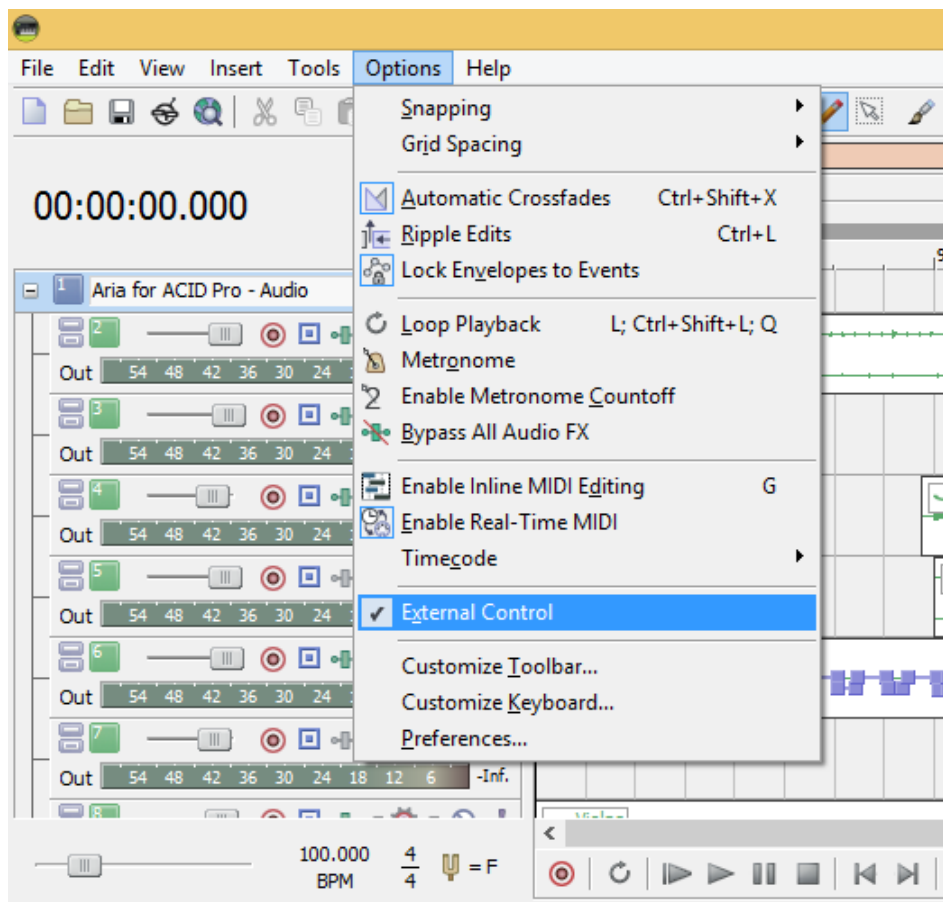 File Edit View Insert Tools Options Help
Snapping
Grid Spacing
00:00:00.000
Automatic Crossfades Ctrl+Shift+X
Ripple Edits Ctrl+L
Lock Envelopes to Events
1 Aria for ACID Pro - Audio
Loop Playback L; Ctrl+Shift+L; Q
2
Metronome
Out 54 48 42 36 30 24
Enable Metronome Countoff
3
Bypass All Audio FX
Out 54 48 42 36 30 24
Enable Inline MIDI Editing G
4
Enable Real-Time MIDI
Out 54 48 42 36 30 24
Timecode
5
External Control
Out 54 48 42 36 30 24
6
Customize Toolbar...
Out 54 48 42 36 30 24
Customize Keyboard...
7
Preferences...
Out 54 48 42 36 30 24 18 12 6 -Inf.
8
100.000
BPM
4
4
= F